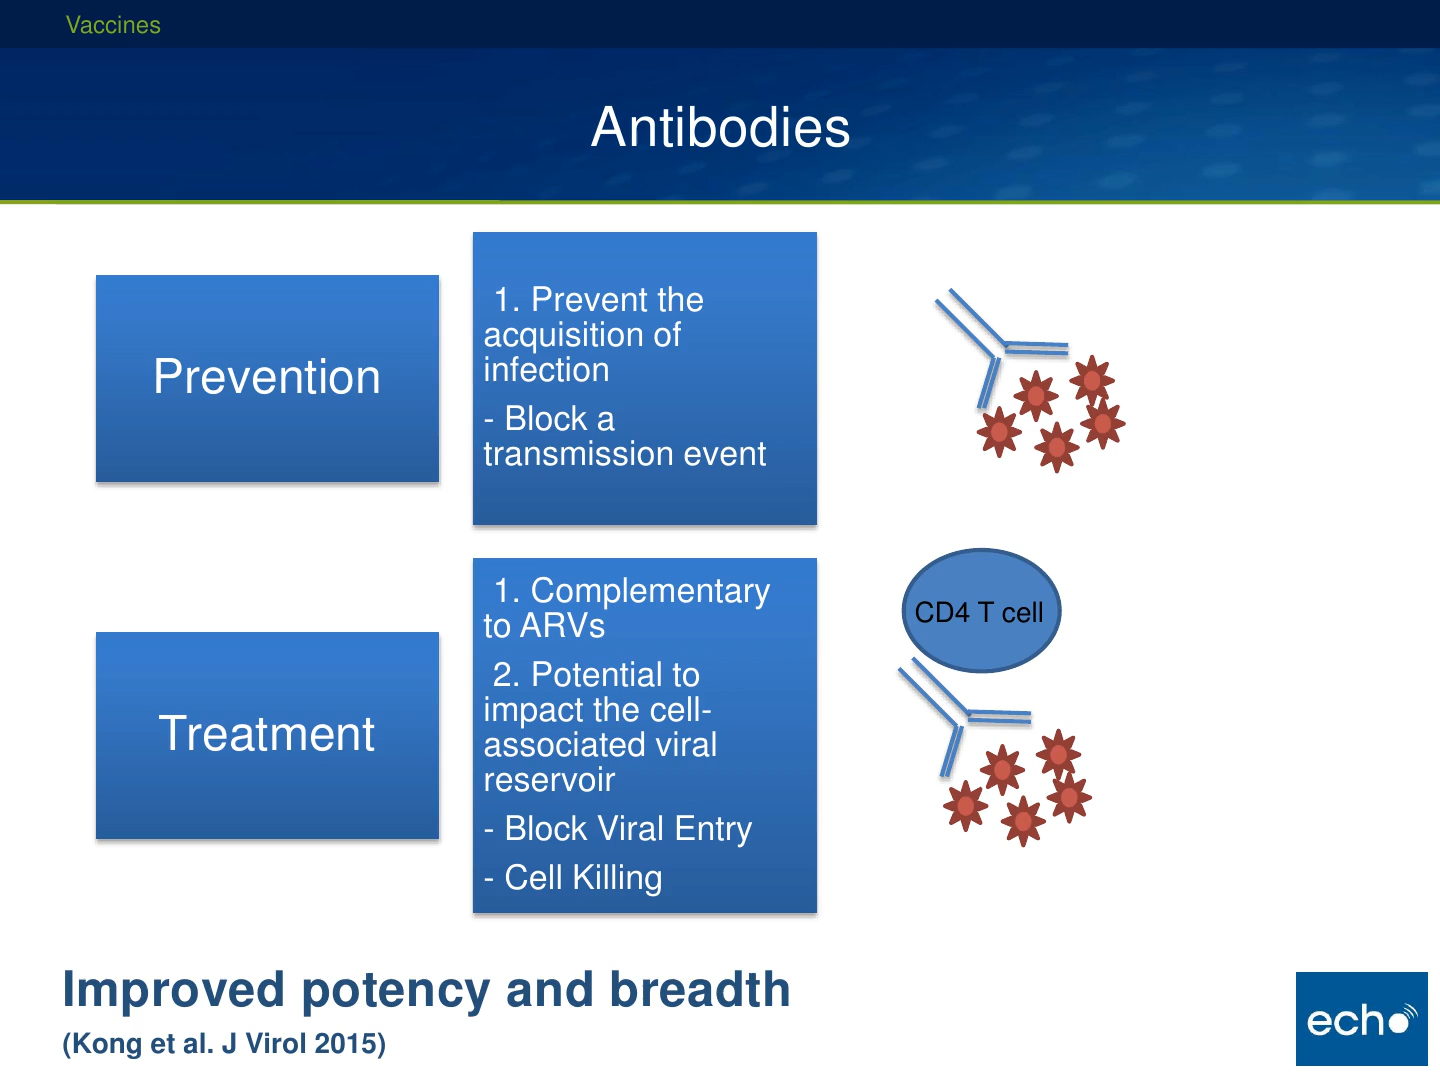 Vaccines
Antibodies
Prevention
1. Prevent the
acquisition of
infection
- Block a
transmission event
Treatment
1. Complementary
to ARVs
2. Potential to
impact the cell-
associated viral
reservoir
- Block Viral Entry
- Cell Killing
CD4 T cell
Improved potency and breadth
(Kong et al. J Virol 2015)
echo